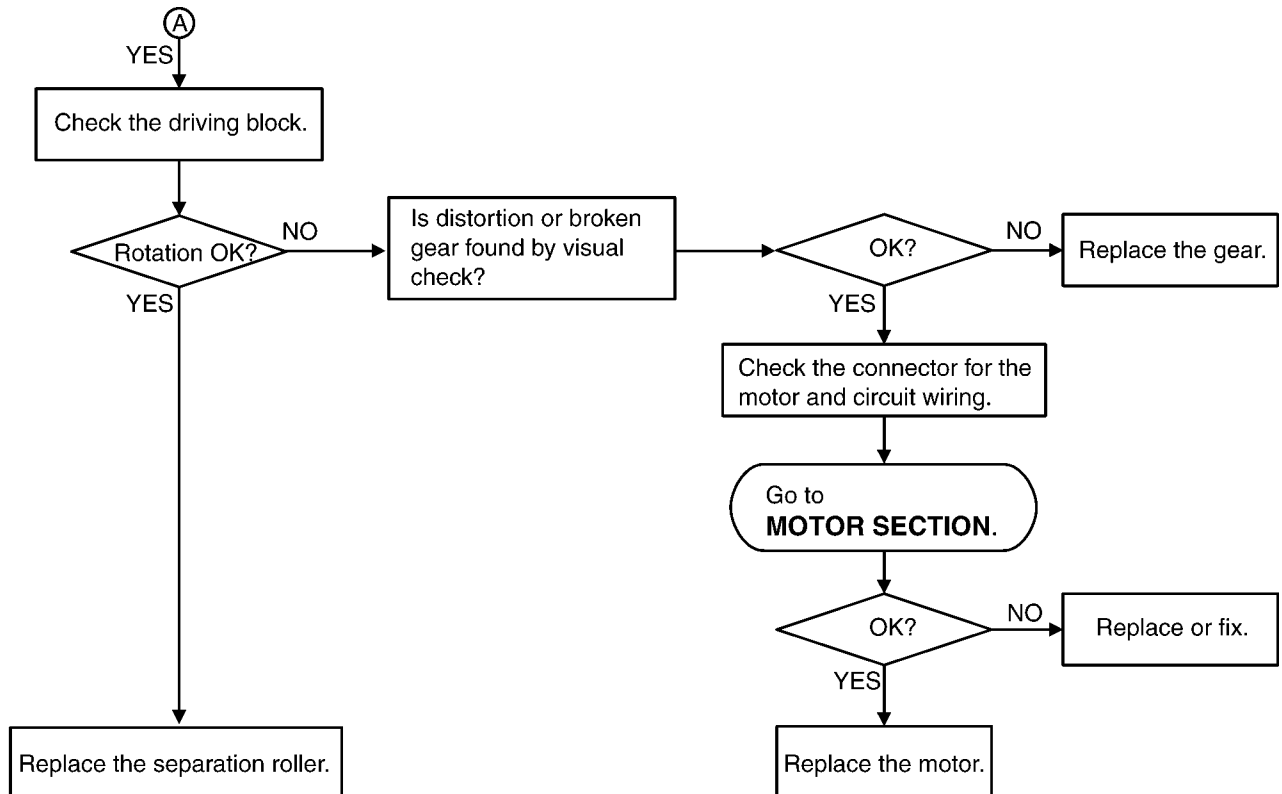 A
YES
Check the driving block.
Rotation OK?
NO
YES
Is distortion or broken
gear found by visual
check?
OK?
NO
Replace the gear.
YES
Check the connector for the
motor and circuit wiring.
Go to
MOTOR SECTION.
OK?
NO
Replace or fix.
YES
Replace the separation roller.
Replace the motor.